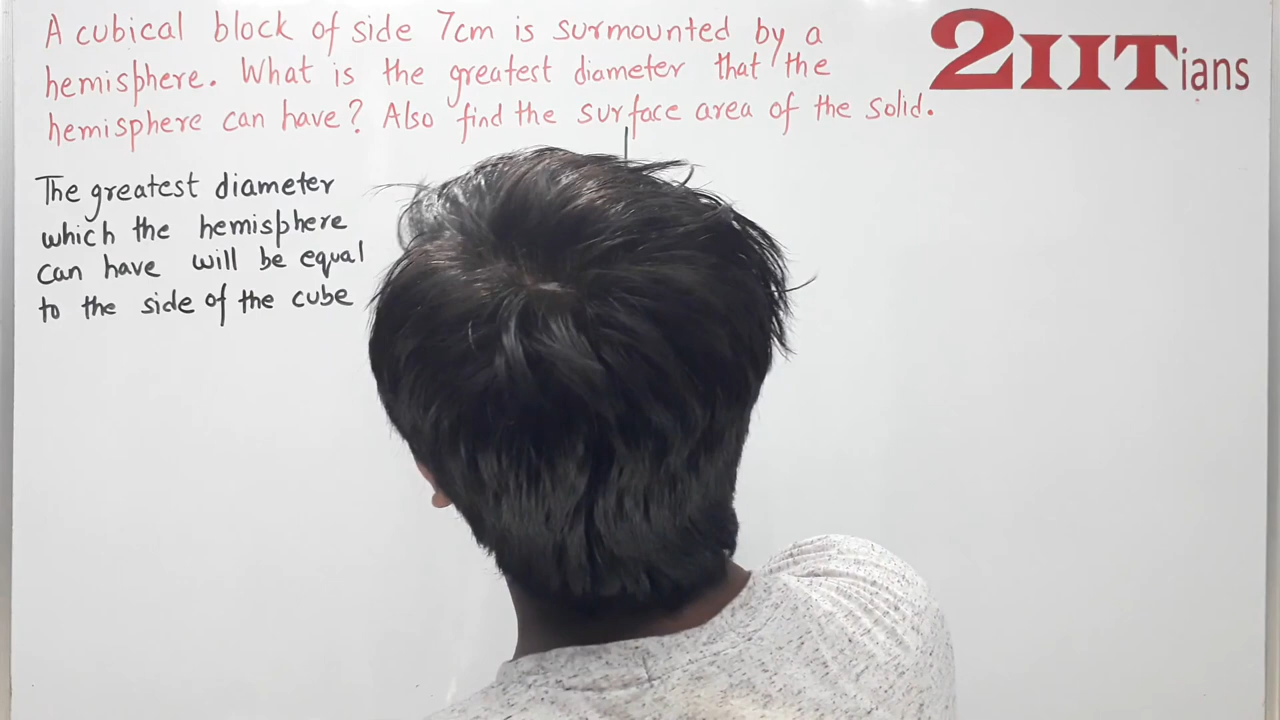 A cubical block of side 7cm is surmounted by a
hemisphere. What is the greatest diameter that the
hemisphere can have? Also find the surface area of the solid.
2IITians
The greatest diameter
which the hemisphere
can have will be equal
to the side of the cube